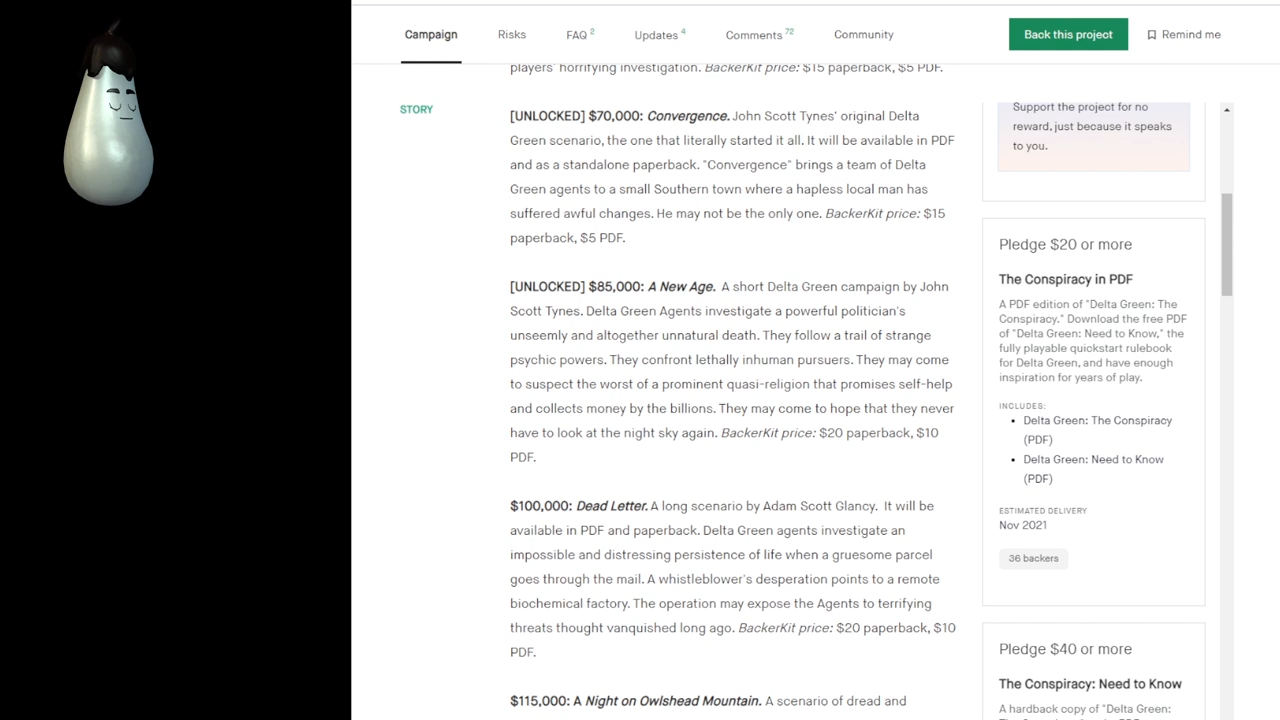 Campaign
Risks
FAQ 2
Updates 4
Comments 72
Community
Back this project
Remind me
STORY
players' horrifying investigation. BackerKit price: $15 paperback, $5 PDF.
[UNLOCKED] $70,000: Convergence. John Scott Tynes' original Delta
Green scenario, the one that literally started it all. It will be available in PDF
and as a standalone paperback. "Convergence" brings a team of Delta
Green agents to a small Southern town where a hapless local man has
suffered awful changes. He may not be the only one. BackerKit price: $15
paperback, $5 PDF.
[UNLOCKED] $85,000: A New Age. A short Delta Green campaign by John
Scott Tynes. Delta Green Agents investigate a powerful politician's
unseemly and altogether unnatural death. They follow a trail of strange
psychic powers. They confront lethally inhuman pursuers. They may come
to suspect the worst of a prominent quasi-religion that promises self-help
and collects money by the billions. They may come to hope that they never
have to look at the night sky again. BackerKit price: $20 paperback, $10
PDF.
$100,000: Dead Letter. A long scenario by Adam Scott Glancy. It will be
available in PDF and paperback. Delta Green agents investigate an
impossible and distressing persistence of life when a gruesome parcel
goes through the mail. A whistleblower's desperation points to a remote
biochemical factory. The operation may expose the Agents to terrifying
threats thought vanquished long ago. BackerKit price: $20 paperback, $10
PDF.
$115,000: A Night on Owlshead Mountain. A scenario of dread and
Support the project for no
reward, just because it speaks
to you.
Pledge $20 or more
The Conspiracy in PDF
A PDF edition of "Delta Green: The
Conspiracy." Download the free PDF
of "Delta Green: Need to Know," the
fully playable quickstart rulebook
for Delta Green, and have enough
inspiration for years of play.
INCLUDES:
• Delta Green: The Conspiracy
(PDF)
• Delta Green: Need to Know
(PDF)
ESTIMATED DELIVERY
Nov 2021
36 backers
Pledge $40 or more
The Conspiracy: Need to Know
A hardback copy of "Delta Green: